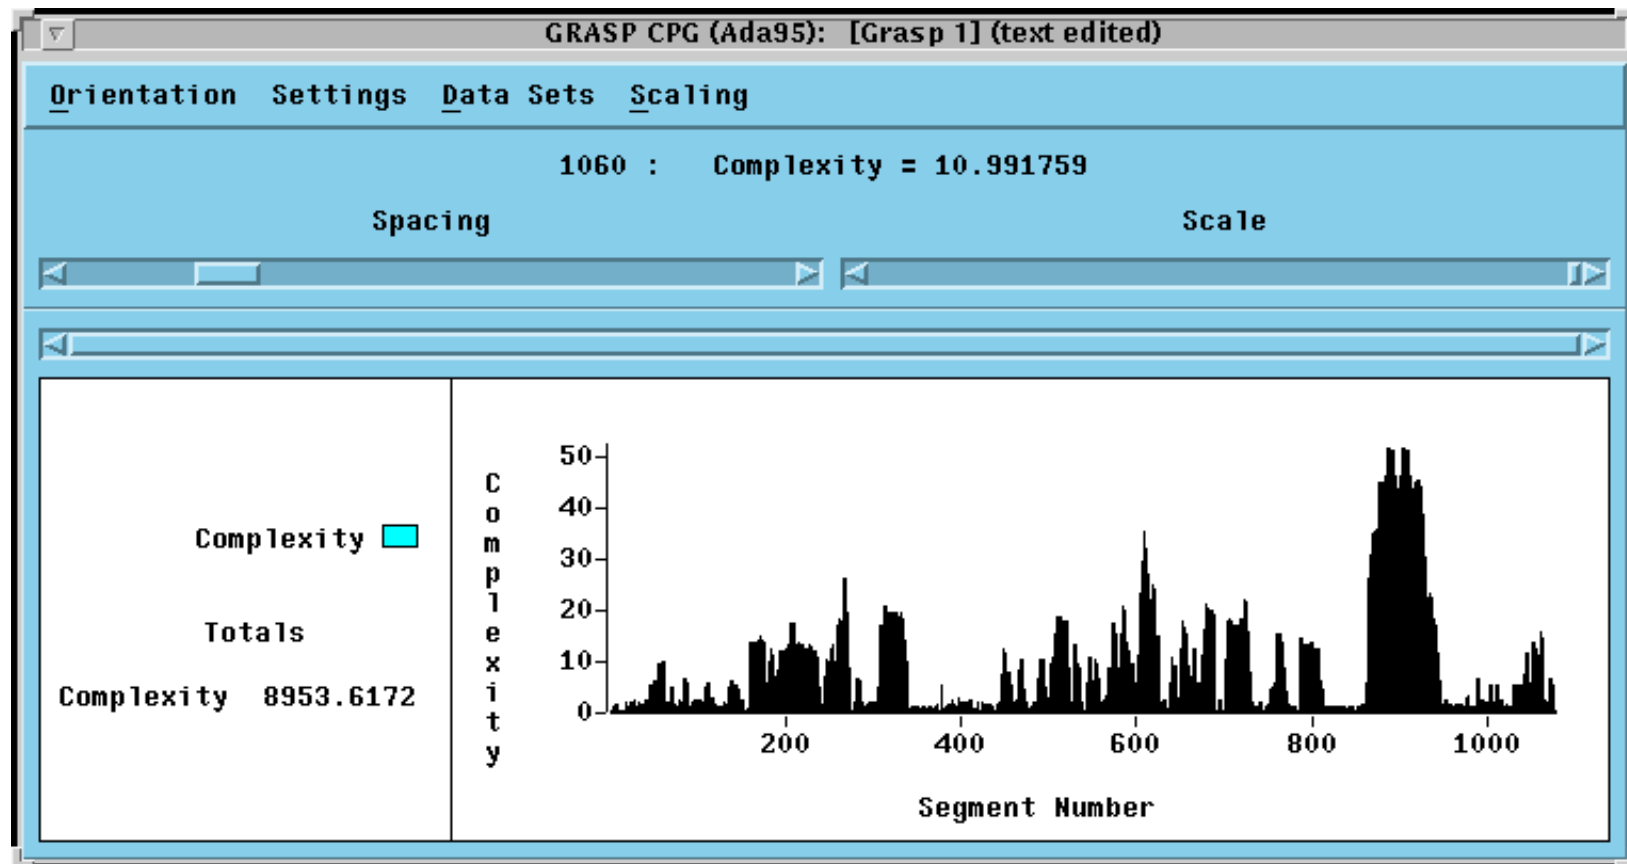 GRASP CPG (Ada95): [Grasp 1] (text edited)
Orientation Settings Data Sets Scaling
1060 : Complexity = 10.991759
Spacing Scale
Complexity
Totals
Complexity 8953.6172
Complexity
50
40
30
20
10
0
200 400 600 800 1000
Segment Number